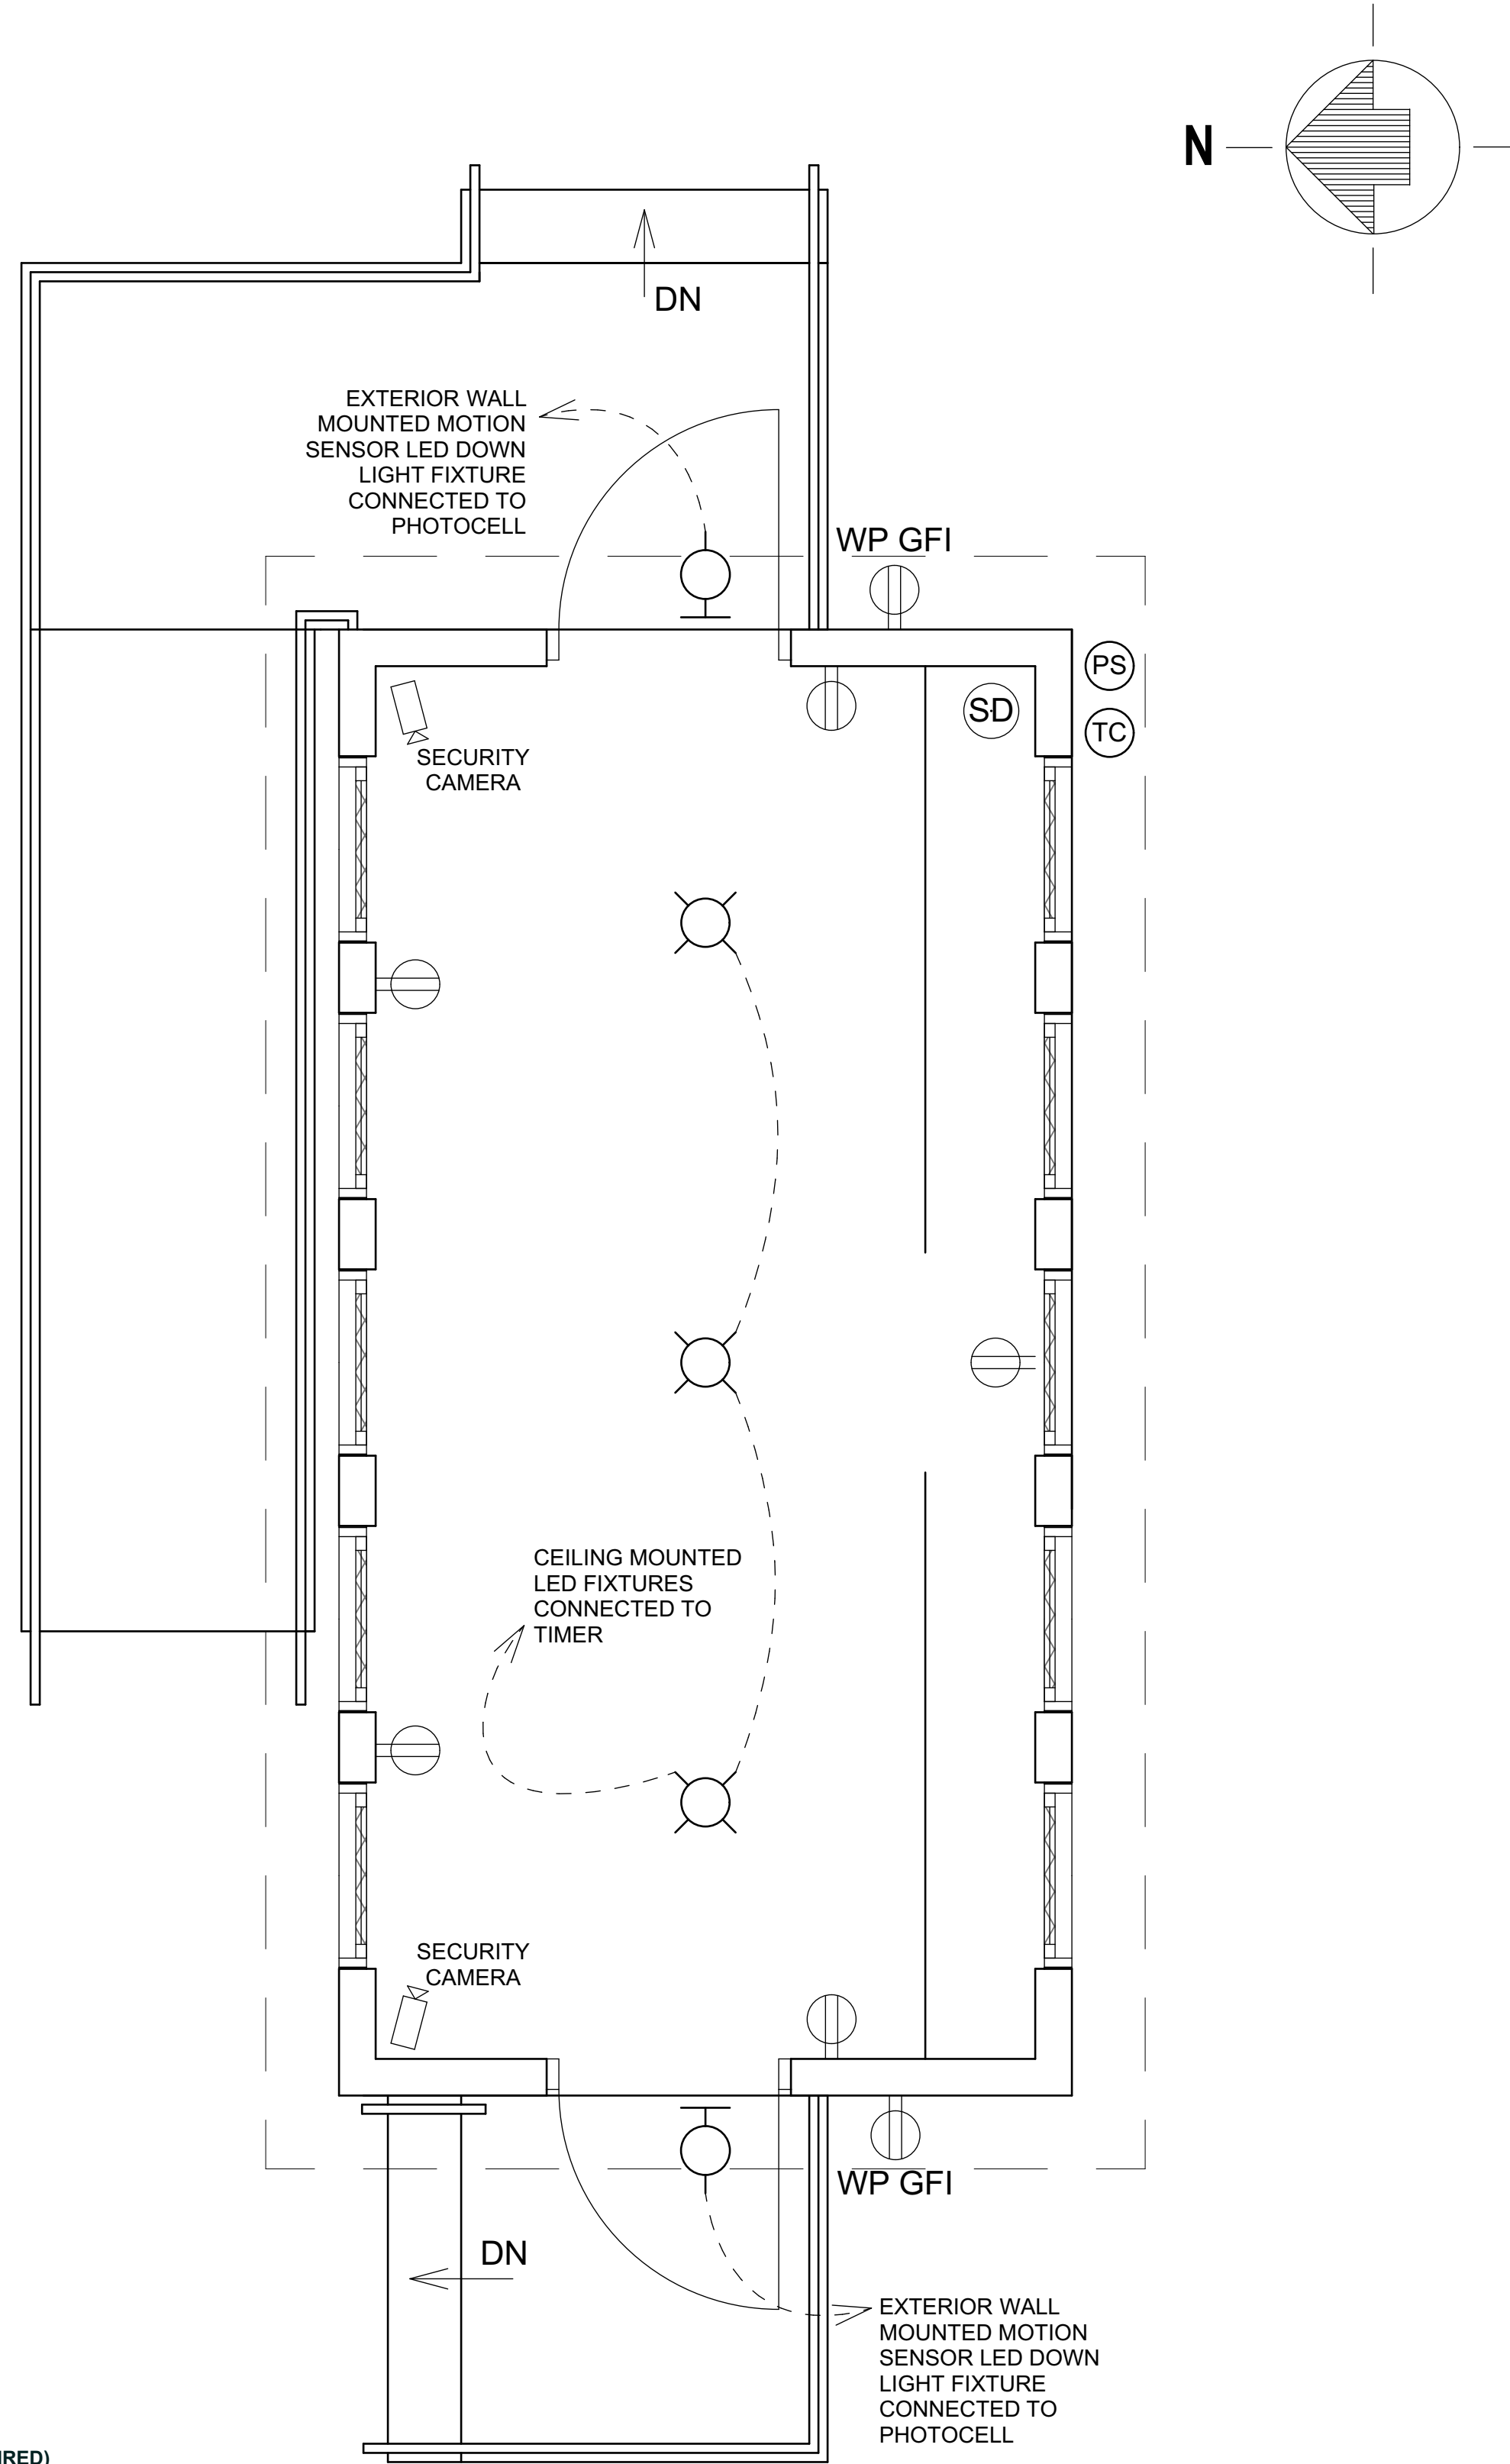 N
DN
EXTERIOR WALL
MOUNTED MOTION
SENSOR LED DOWN
LIGHT FIXTURE
CONNECTED TO
PHOTOCELL
WP GFI
PS
SD
TC
SECURITY
CAMERA
CEILING MOUNTED
LED FIXTURES
CONNECTED TO
TIMER
SECURITY
CAMERA
WP GFI
DN
EXTERIOR WALL
MOUNTED MOTION
SENSOR LED DOWN
LIGHT FIXTURE
CONNECTED TO
PHOTOCELL